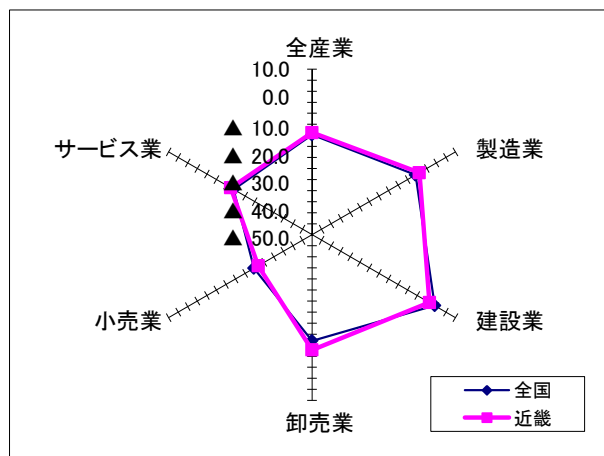 全産業
10.0
0.0
▲ 10.0
▲ 20.0
▲ 30.0
▲ 40.0
▲ 50.0
サービス業
製造業
小売業
建設業
卸売業
全国
近畿